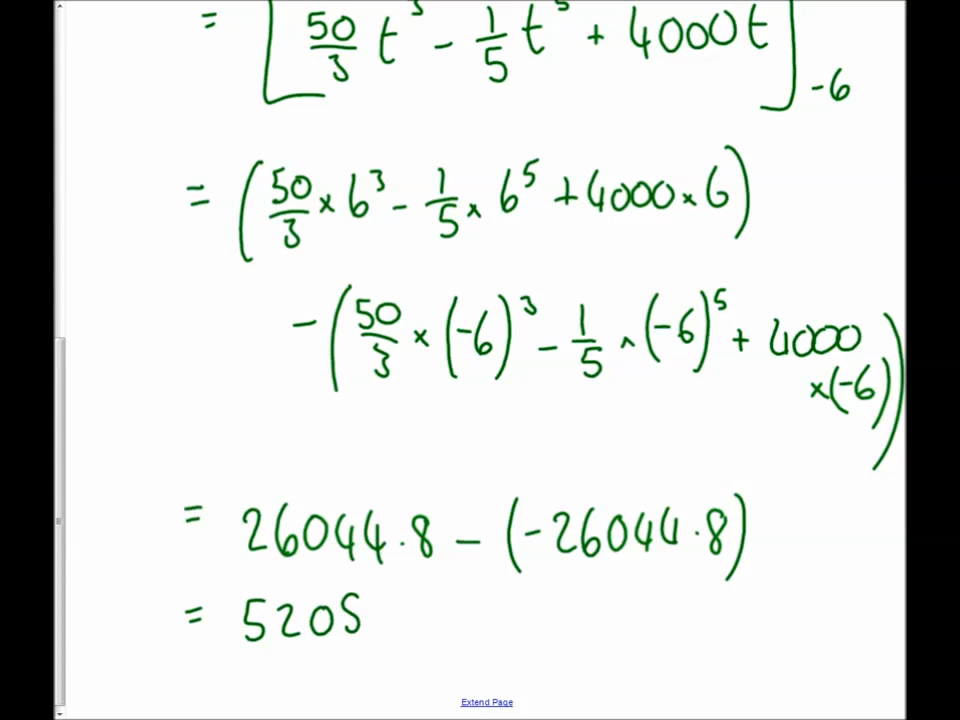 = [ 50/3 t³ - 1/5 t⁵ + 4000t ]₋₆
= ( 50/3 × 6³ - 1/5 × 6⁵ + 4000 × 6 )
- ( 50/3 × (-6)³ - 1/5 × (-6)⁵ + 4000
×(-6) )
= 26044.8 - (-26044.8)
= 5205
Extend Page